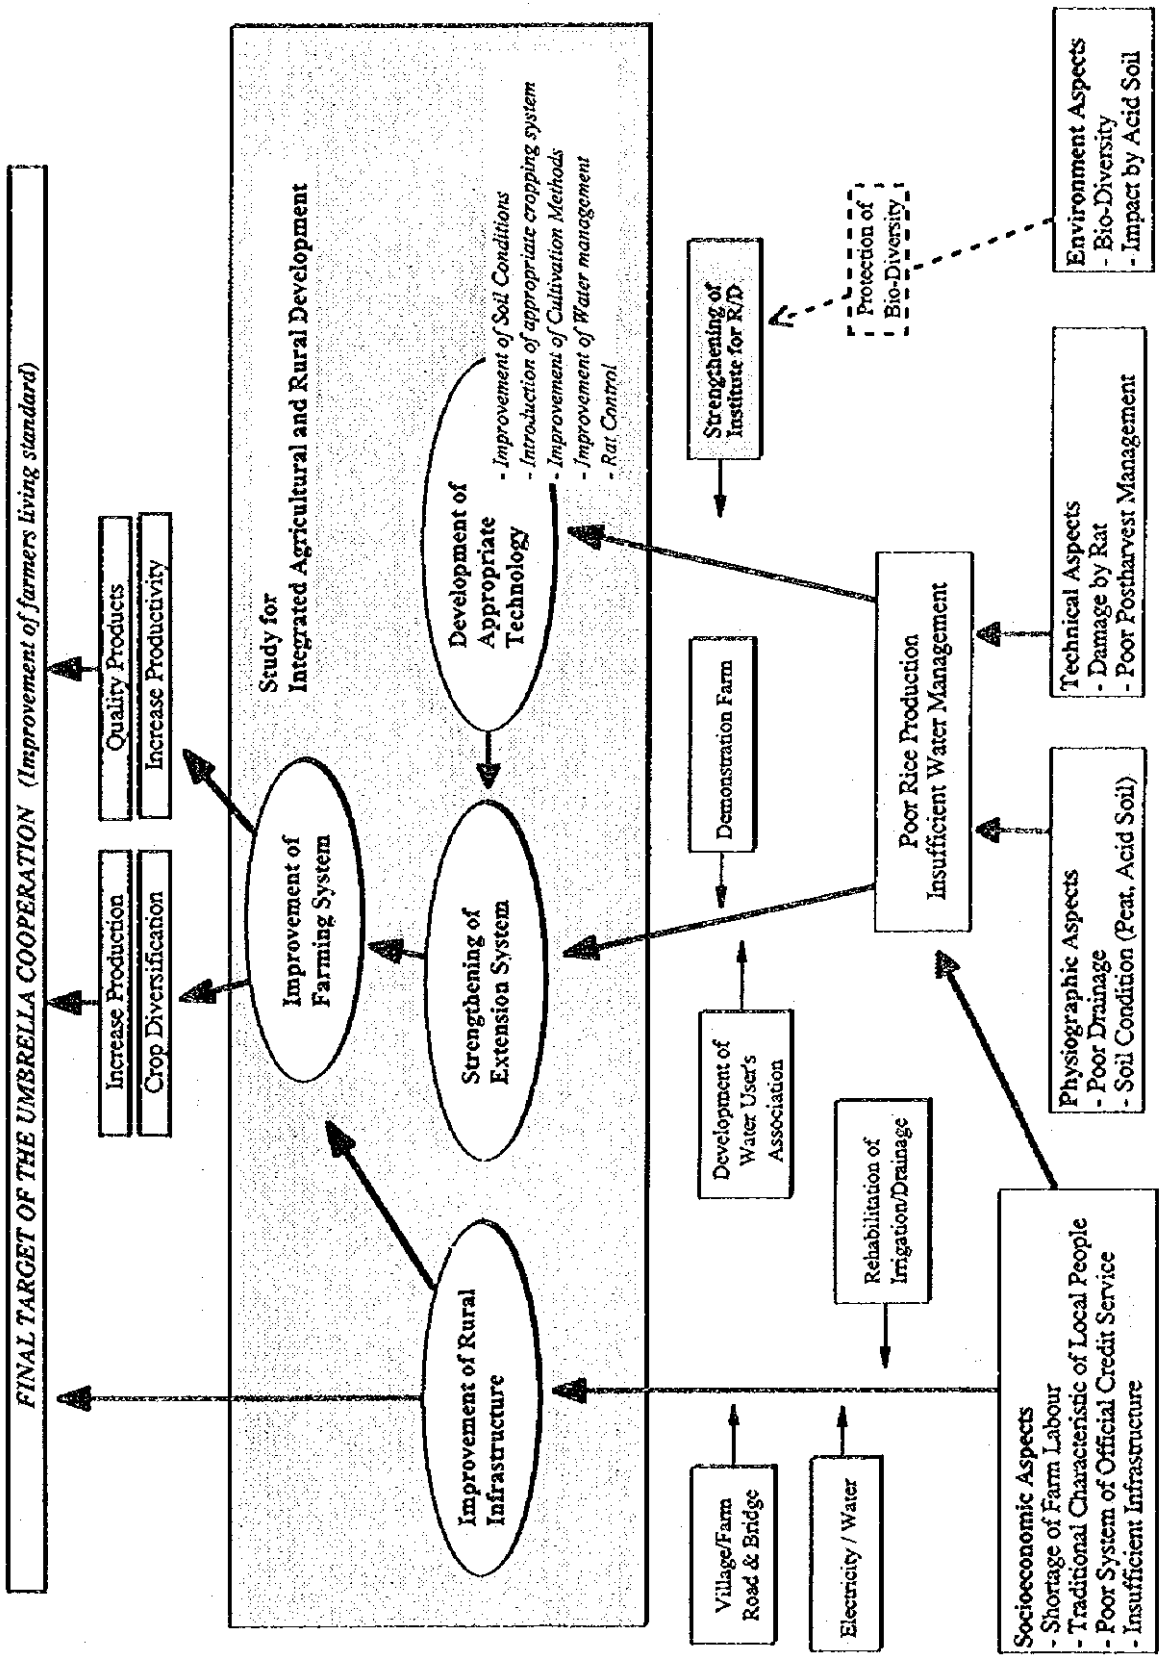 FINAL TARGET OF THE UMBRELLA COOPERATION (Improvement of farmers living standard)
Increase Production
Crop Diversification
Quality Products
Increase Productivity
Study for
Integrated Agricultural and Rural Development
Improvement of
Farming System
Improvement of Rural
Infrastructure
Strengthening of
Extension System
Development of
Appropriate
Technology
- Improvement of Soil Conditions
- Introduction of appropriate cropping system
- Improvement of Cultivation Methods
- Improvement of Water management
- Rat Control
Village/Farm
Road & Bridge
Electricity / Water
Rehabilitation of
Irrigation/Drainage
Development of
Water User's
Association
Demonstration Farm
Strengthening of
Institute for R/D
Protection of
Bio-Diversity
Poor Rice Production
Insufficient Water Management
Socioeconomic Aspects
- Shortage of Farm Labour
- Traditional Characteristic of Local People
- Poor System of Official Credit Service
- Insufficient Infrastructure
Physiographic Aspects
- Poor Drainage
- Soil Condition (Peat, Acid Soil)
Technical Aspects
- Damage by Rat
- Poor Postharvest Management
Environment Aspects
- Bio-Diversity
- Impact by Acid Soil